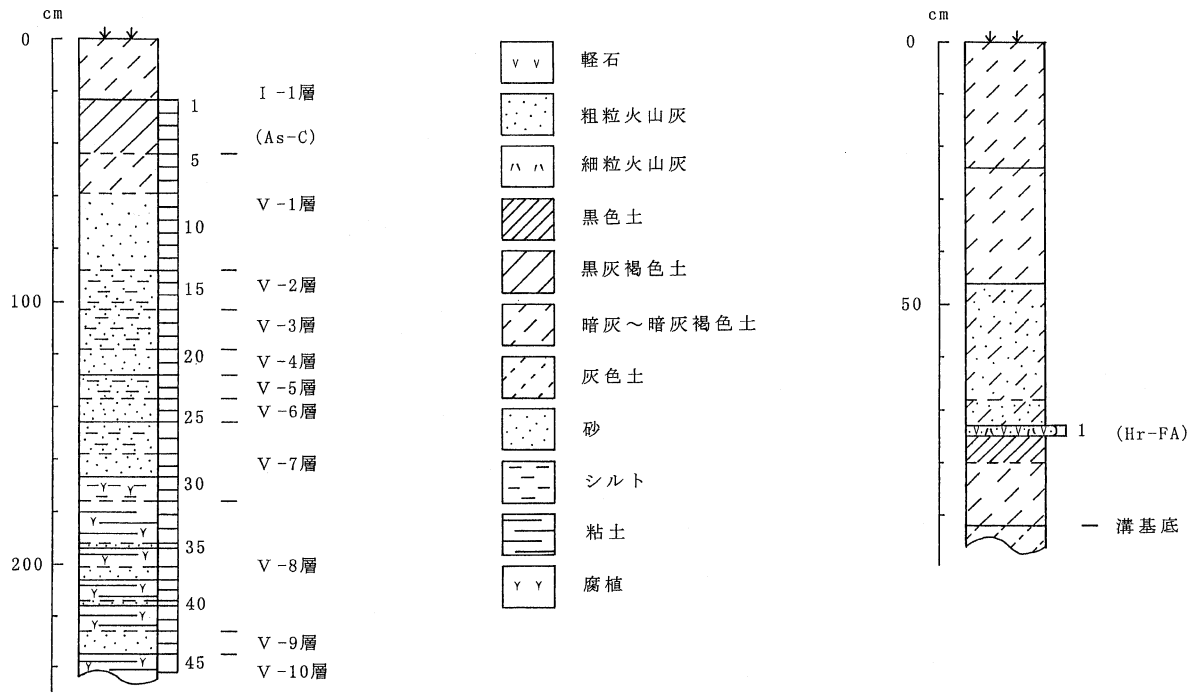 cm
0
100
200
1
5
10
15
20
25
30
35
40
45
I-1層
(As-C)
V-1層
V-2層
V-3層
V-4層
V-5層
V-6層
V-7層
V-8層
V-9層
V-10層
軽石
粗粒火山灰
細粒火山灰
黒色土
黒灰褐色土
暗灰～暗灰褐色土
灰色土
砂
シルト
粘土
腐植
cm
0
50
1 (Hr-FA)
溝基底